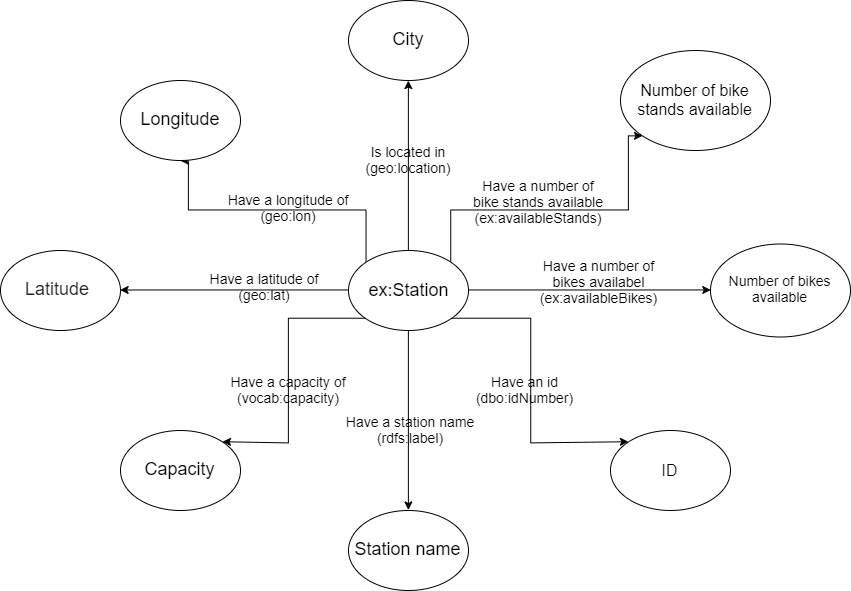 City
Number of bike
stands available
Longitude
Is located in
(geo:location)
Have a number of
bike stands available
(ex:availableStands)
Have a longitude of
(geo:lon)
Latitude
Have a latitude of
(geo:lat)
ex:Station
Have a number of
bikes availabel
(ex:availableBikes)
Number of bikes
available
Have a capacity of
(vocab:capacity)
Have an id
(dbo:idNumber)
Have a station name
(rdfs:label)
Capacity
ID
Station name